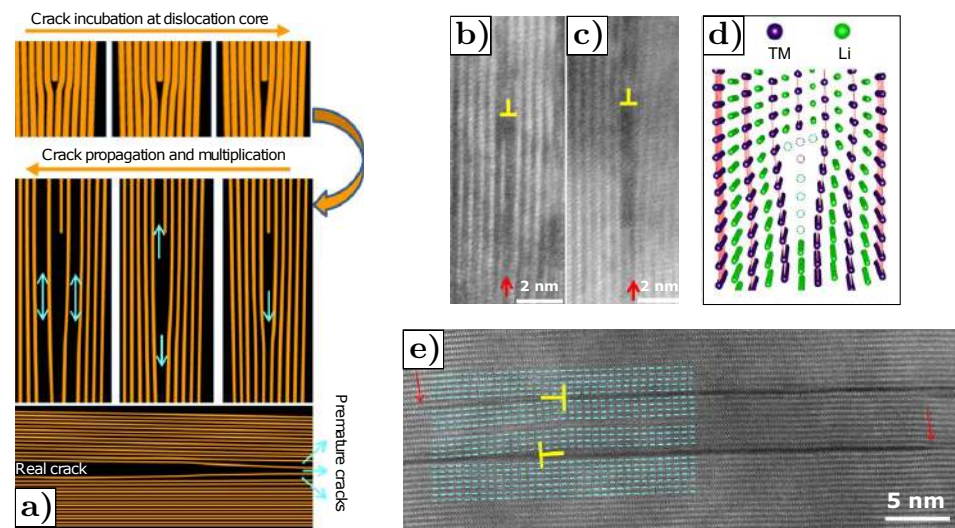 Crack incubation at dislocation core
Crack propagation and multiplication
Real crack
Premature cracks
a)
b)
2 nm
c)
2 nm
d)
TM
Li
e)
5 nm